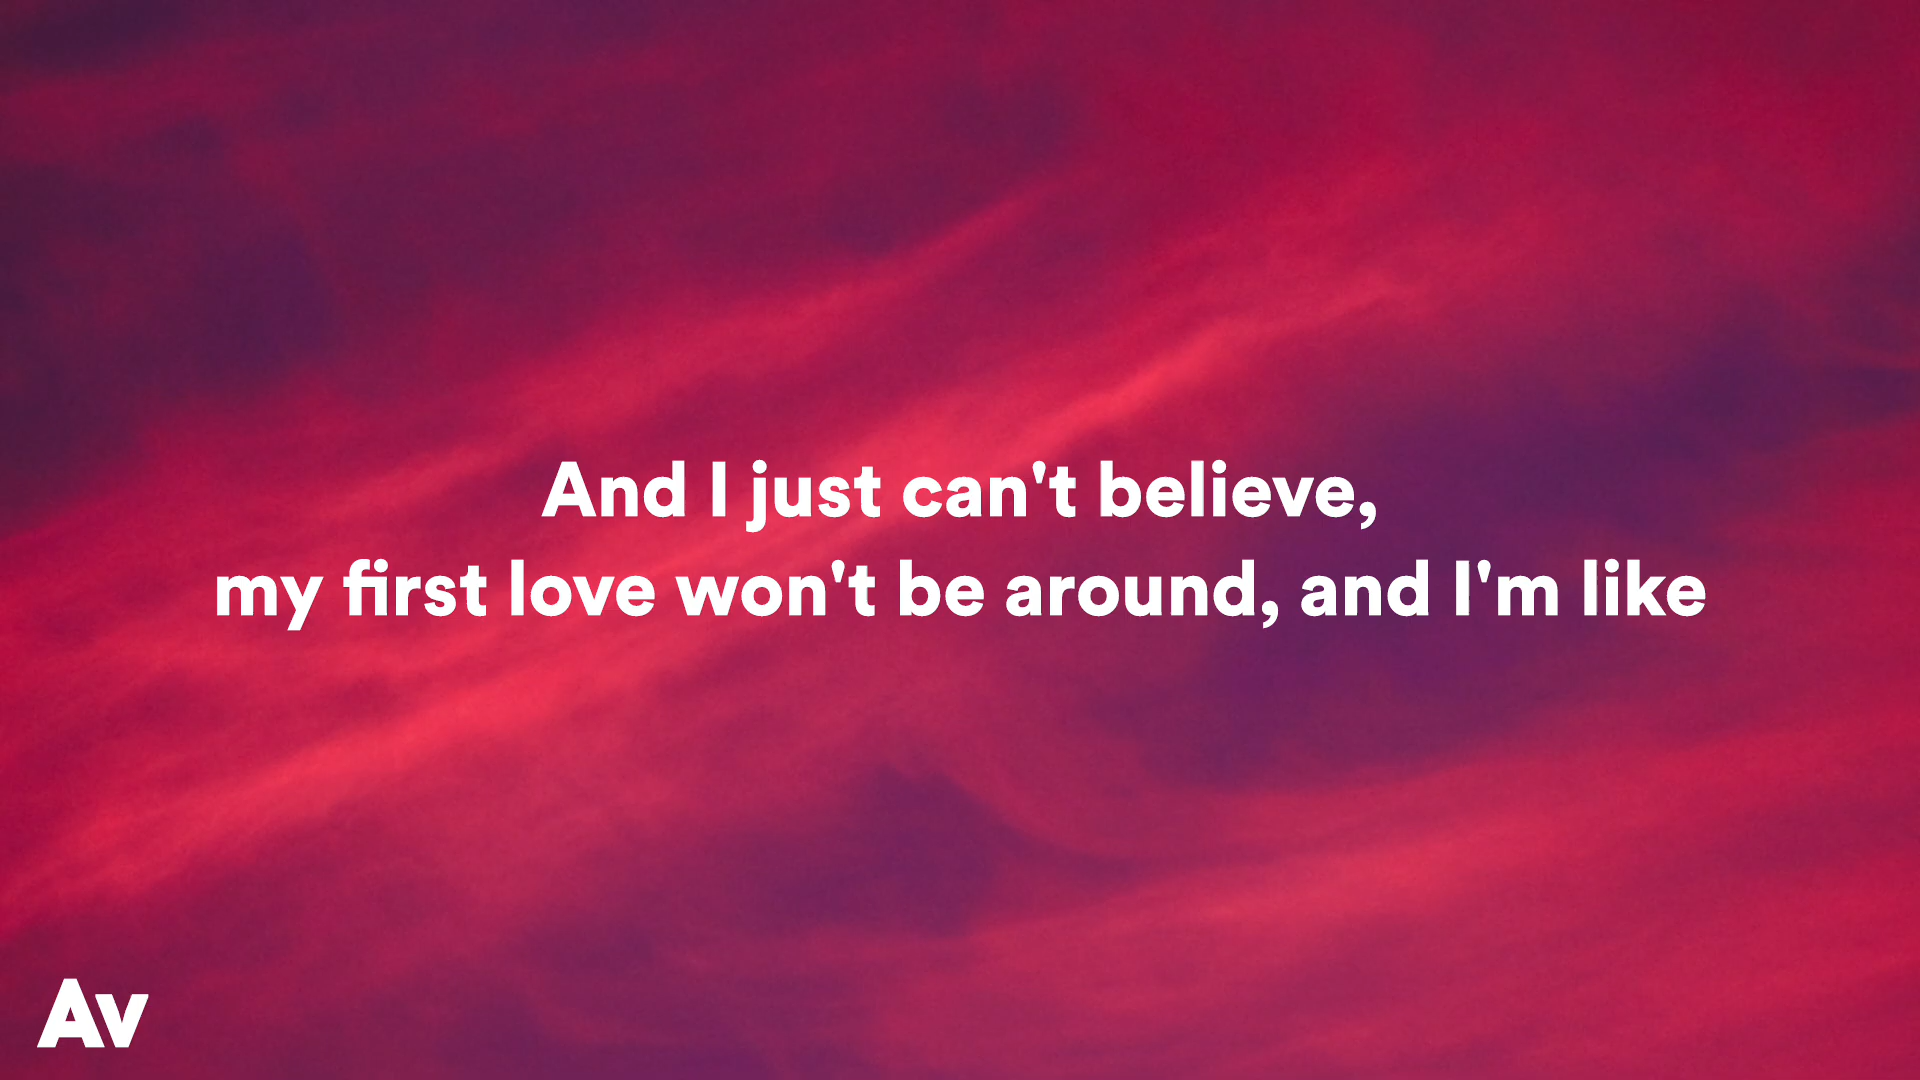 And I just can't believe,
my first love won't be around, and I'm like
Av